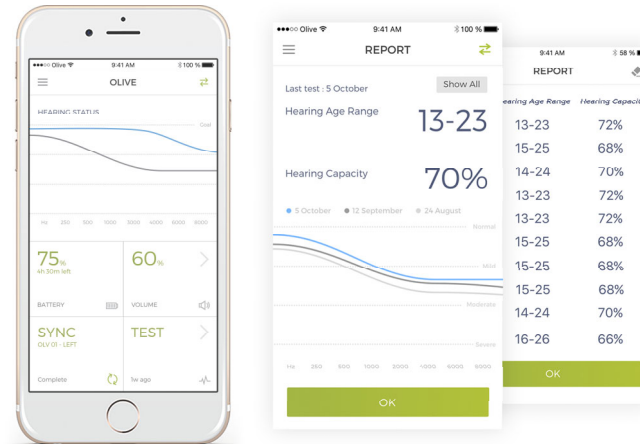 Olive
9:41 AM
100 %
OLIVE
HEARING STATUS
Goal
Hz 250 500 1000 2000 4000 6000 8000
75%
4h 30m left
BATTERY
60%
VOLUME
SYNC
OLV 01 - LEFT
Complete
TEST
1w ago
Olive
9:41 AM
100 %
REPORT
Last test : 5 October
Show All
Hearing Age Range
13-23
Hearing Capacity
70%
5 October
12 September
24 August
Normal
Mild
Moderate
Severe
Hz 250 500 1000 2000 4000 6000 8000
OK
9:41 AM
58 %
REPORT
Hearing Age Range Hearing Capacity
13-23 72%
15-25 68%
14-24 70%
13-23 72%
13-23 72%
15-25 68%
15-25 68%
15-25 68%
14-24 70%
16-26 66%
OK